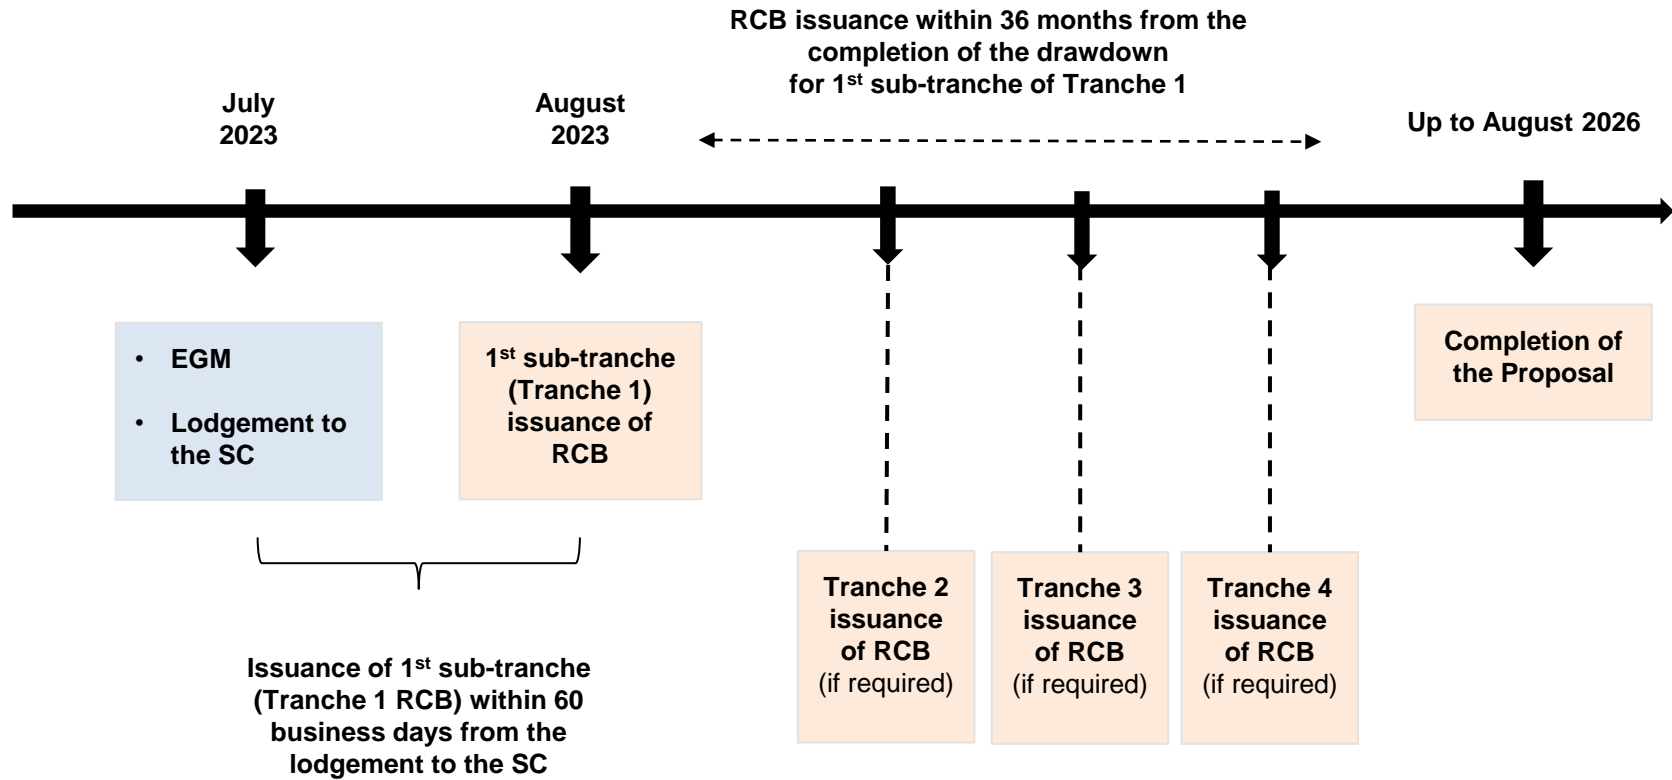 RCB issuance within 36 months from the
completion of the drawdown
for 1st sub-tranche of Tranche 1
July
2023
August
2023
Up to August 2026
• EGM
• Lodgement to
the SC
1st sub-tranche
(Tranche 1)
issuance of
RCB
Completion of
the Proposal
Tranche 2
issuance
of RCB
(if required)
Tranche 3
issuance
of RCB
(if required)
Tranche 4
issuance
of RCB
(if required)
Issuance of 1st sub-tranche
(Tranche 1 RCB) within 60
business days from the
lodgement to the SC